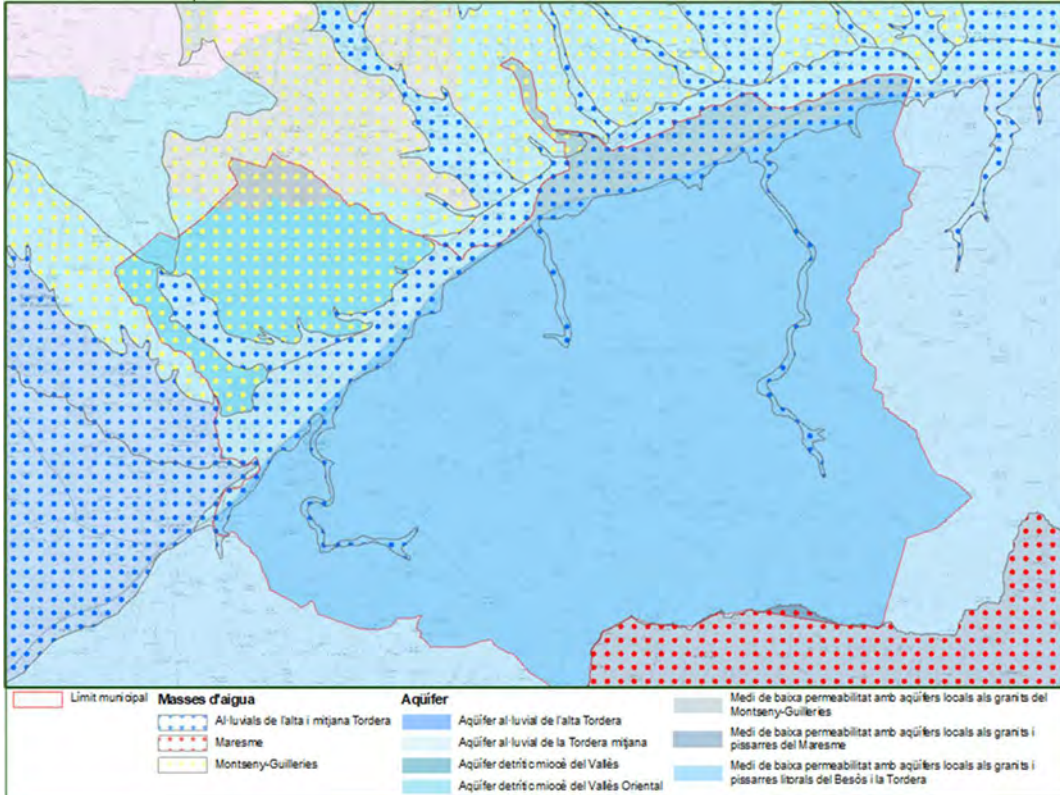 Límit municipal
Masses d'aigua
Al·luvials de l'alta i mitjana Tordera
Maresme
Montseny-Guilleries
Aqüífer
Aqüífer al·luvial de l'alta Tordera
Aqüífer al·luvial de la Tordera mitjana
Aqüífer detrític miocè del Vallès
Aqüífer detrític miocè del Vallès Oriental
Medi de baixa permeabilitat amb aqüífers locals als granits del
Montseny-Guilleries
Medi de baixa permeabilitat amb aqüífers locals als granits i
pissarres del Maresme
Medi de baixa permeabilitat amb aqüífers locals als granits i
pissarres litorals del Besòs i la Tordera